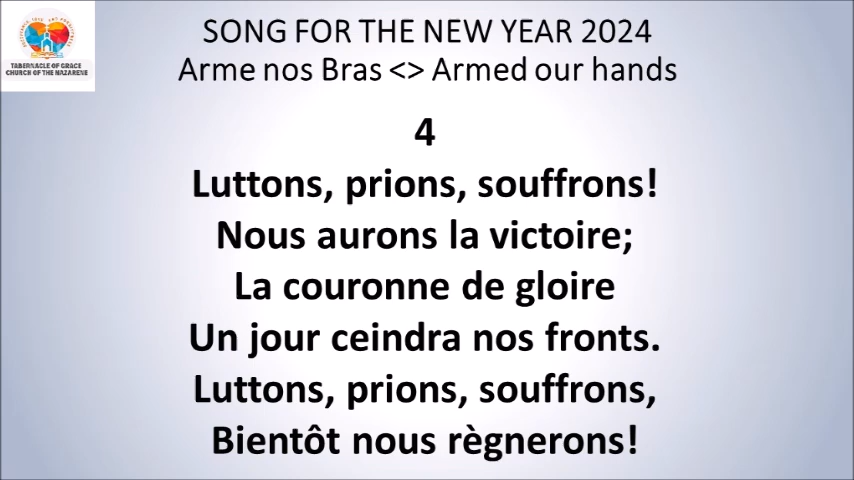 TABERNACLE OF GRACE
CHURCH OF THE NAZARENE
SONG FOR THE NEW YEAR 2024
Arme nos Bras <> Armed our hands
4
Luttons, prions, souffrons!
Nous aurons la victoire;
La couronne de gloire
Un jour ceindra nos fronts.
Luttons, prions, souffrons,
Bientôt nous règnerons!